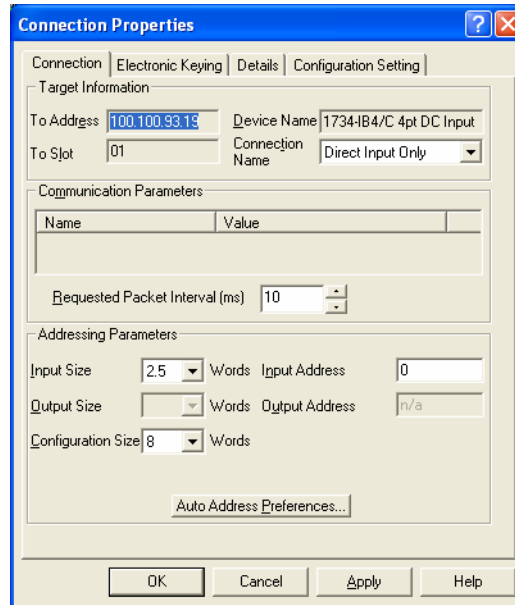 Connection Properties
Connection Electronic Keying Details Configuration Setting
Target Information
To Address 100.100.93.19 Device Name 1734-IB4/C 4pt DC Input
To Slot 01 Connection Name Direct Input Only
Communication Parameters
Name Value
Requested Packet Interval (ms) 10
Addressing Parameters
Input Size 2.5 Words Input Address 0
Output Size Words Output Address n/a
Configuration Size 8 Words
Auto Address Preferences...
OK Cancel Apply Help